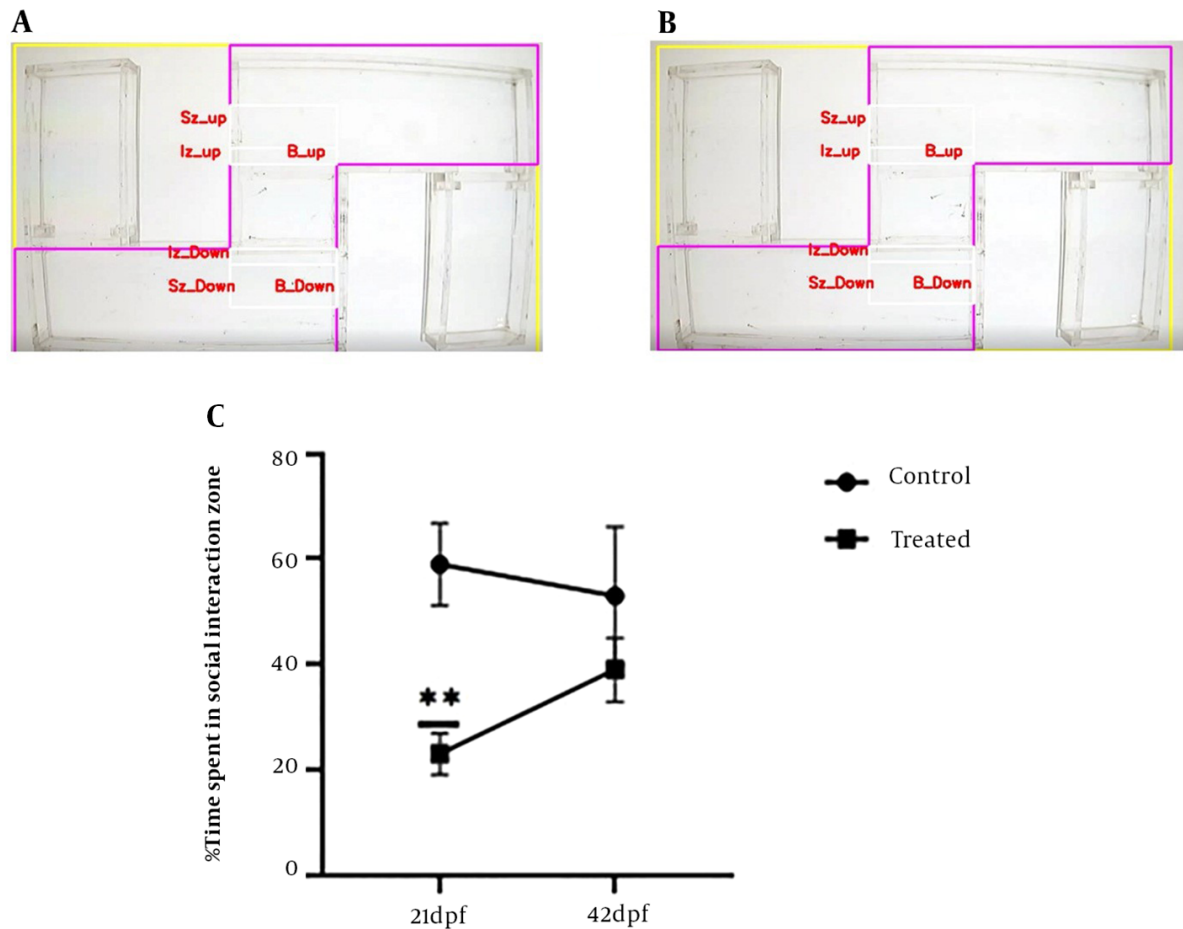 A
B
Sz_up
Iz_up B_up
Iz_Down
Sz_Down B_Down
Sz_up
Iz_up B_up
Iz_Down
Sz_Down B_Down
C
%Time spent in social interaction zone
80
60
40
20
0
**
21dpf 42dpf
Control
Treated